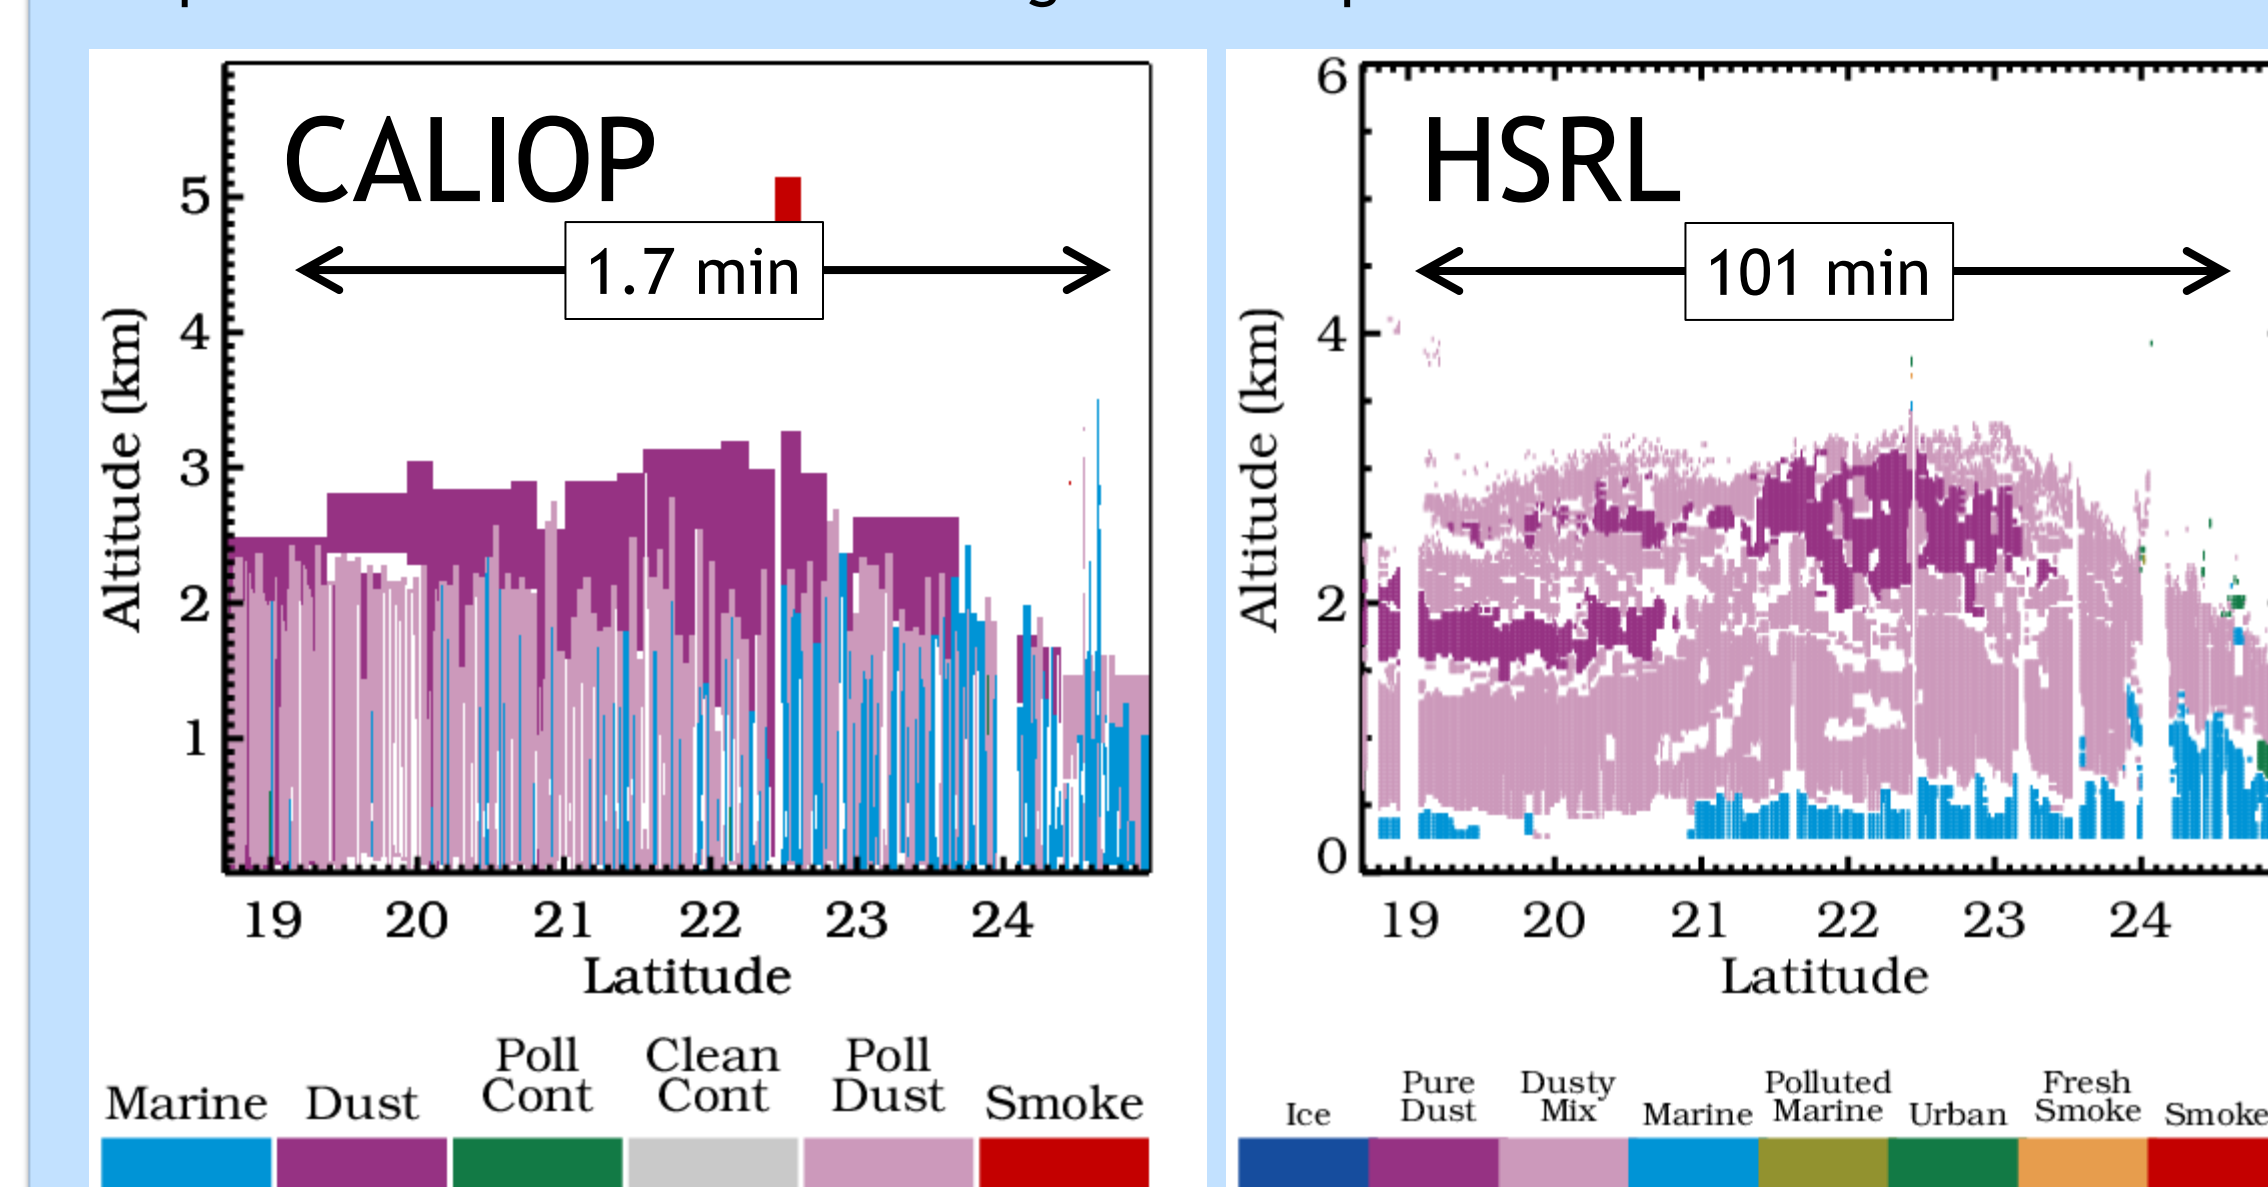 CALIOP
1.7 min
5
4
3
2
1
Altitude (km)
19 20 21 22 23 24
Latitude
Marine Dust Poll Cont Clean Cont Poll Dust Smoke
HSRL
101 min
6
4
2
0
Altitude (km)
19 20 21 22 23 24
Latitude
Ice Pure Dust Dusty Mix Marine Polluted Marine Urban Fresh Smoke Smoke